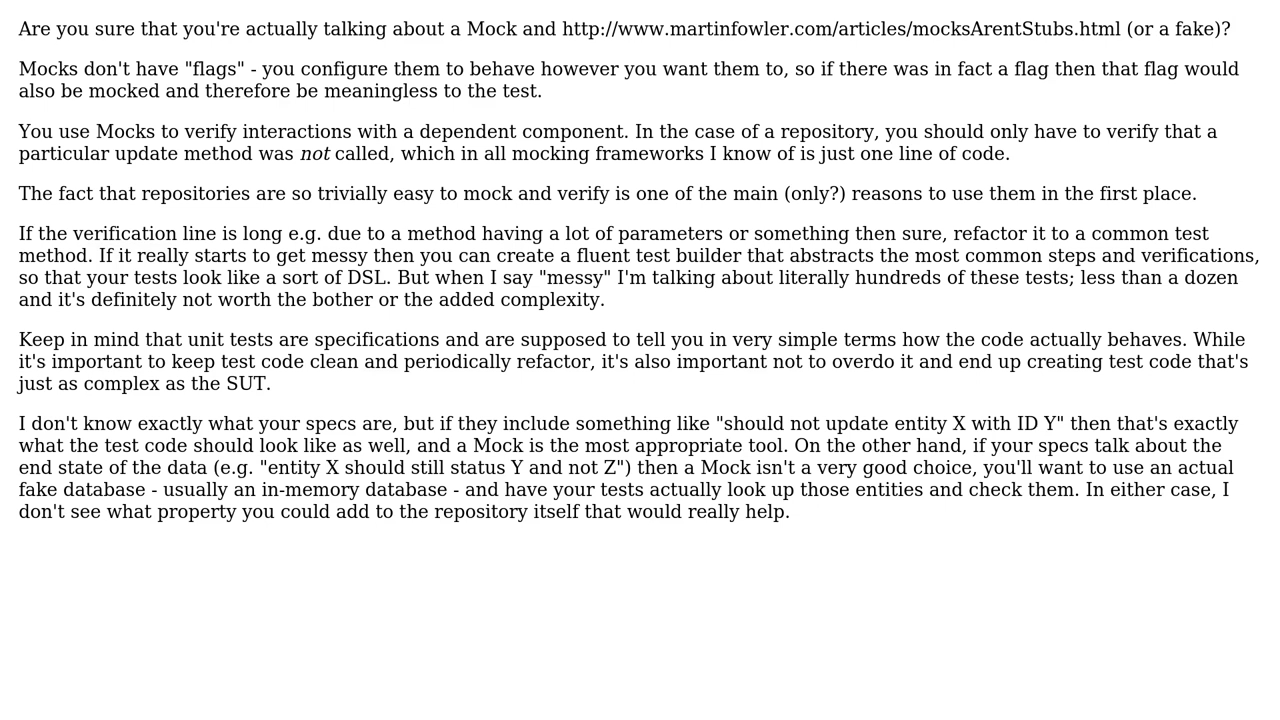 Are you sure that you're actually talking about a Mock and http://www.martinfowler.com/articles/mocksArentStubs.html (or a fake)?
Mocks don't have "flags" - you configure them to behave however you want them to, so if there was in fact a flag then that flag would
also be mocked and therefore be meaningless to the test.
You use Mocks to verify interactions with a dependent component. In the case of a repository, you should only have to verify that a
particular update method was not called, which in all mocking frameworks I know of is just one line of code.
The fact that repositories are so trivially easy to mock and verify is one of the main (only?) reasons to use them in the first place.
If the verification line is long e.g. due to a method having a lot of parameters or something then sure, refactor it to a common test
method. If it really starts to get messy then you can create a fluent test builder that abstracts the most common steps and verifications,
so that your tests look like a sort of DSL. But when I say "messy" I'm talking about literally hundreds of these tests; less than a dozen
and it's definitely not worth the bother or the added complexity.
Keep in mind that unit tests are specifications and are supposed to tell you in very simple terms how the code actually behaves. While
it's important to keep test code clean and periodically refactor, it's also important not to overdo it and end up creating test code that's
just as complex as the SUT.
I don't know exactly what your specs are, but if they include something like "should not update entity X with ID Y" then that's exactly
what the test code should look like as well, and a Mock is the most appropriate tool. On the other hand, if your specs talk about the
end state of the data (e.g. "entity X should still status Y and not Z") then a Mock isn't a very good choice, you'll want to use an actual
fake database - usually an in-memory database - and have your tests actually look up those entities and check them. In either case, I
don't see what property you could add to the repository itself that would really help.